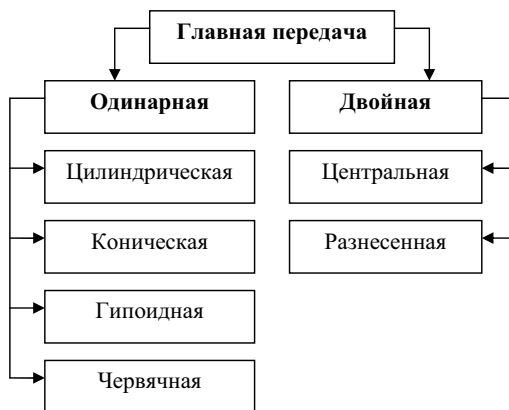 Главная передача
Одинарная
Двойная
Цилиндрическая
Центральная
Коническая
Разнесенная
Гипоидная
Червячная